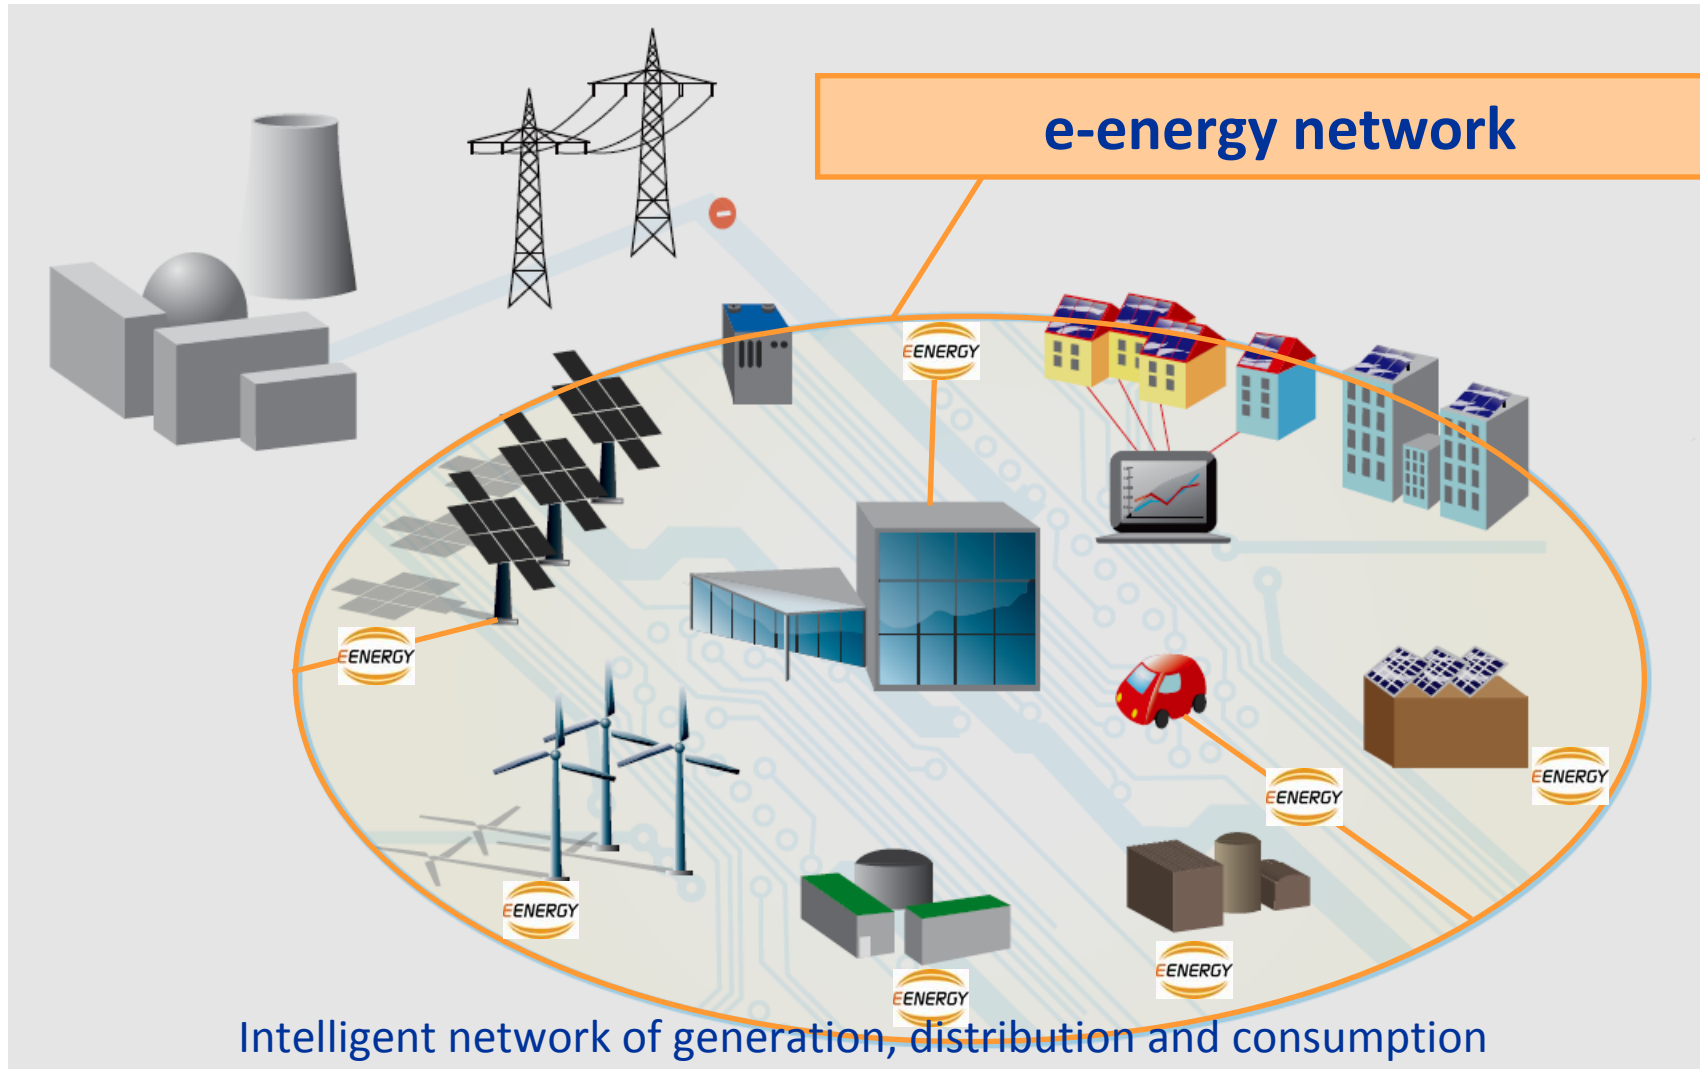 e-energy network
EENERGY
EENERGY
EENERGY
EENERGY
EENERGY
EENERGY
EENERGY
Intelligent network of generation, distribution and consumption